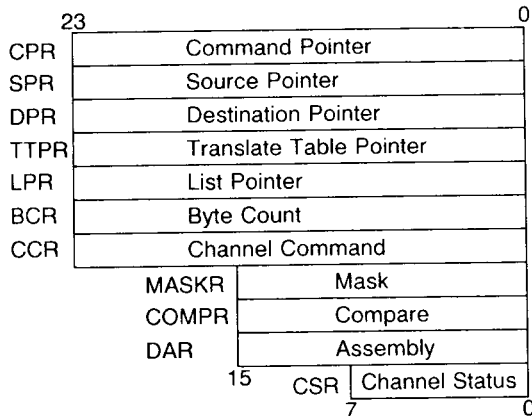 23 0
CPR Command Pointer
SPR Source Pointer
DPR Destination Pointer
TTPR Translate Table Pointer
LPR List Pointer
BCR Byte Count
CCR Channel Command
MASKR Mask
COMPR Compare
DAR Assembly
15
CSR Channel Status
7 0